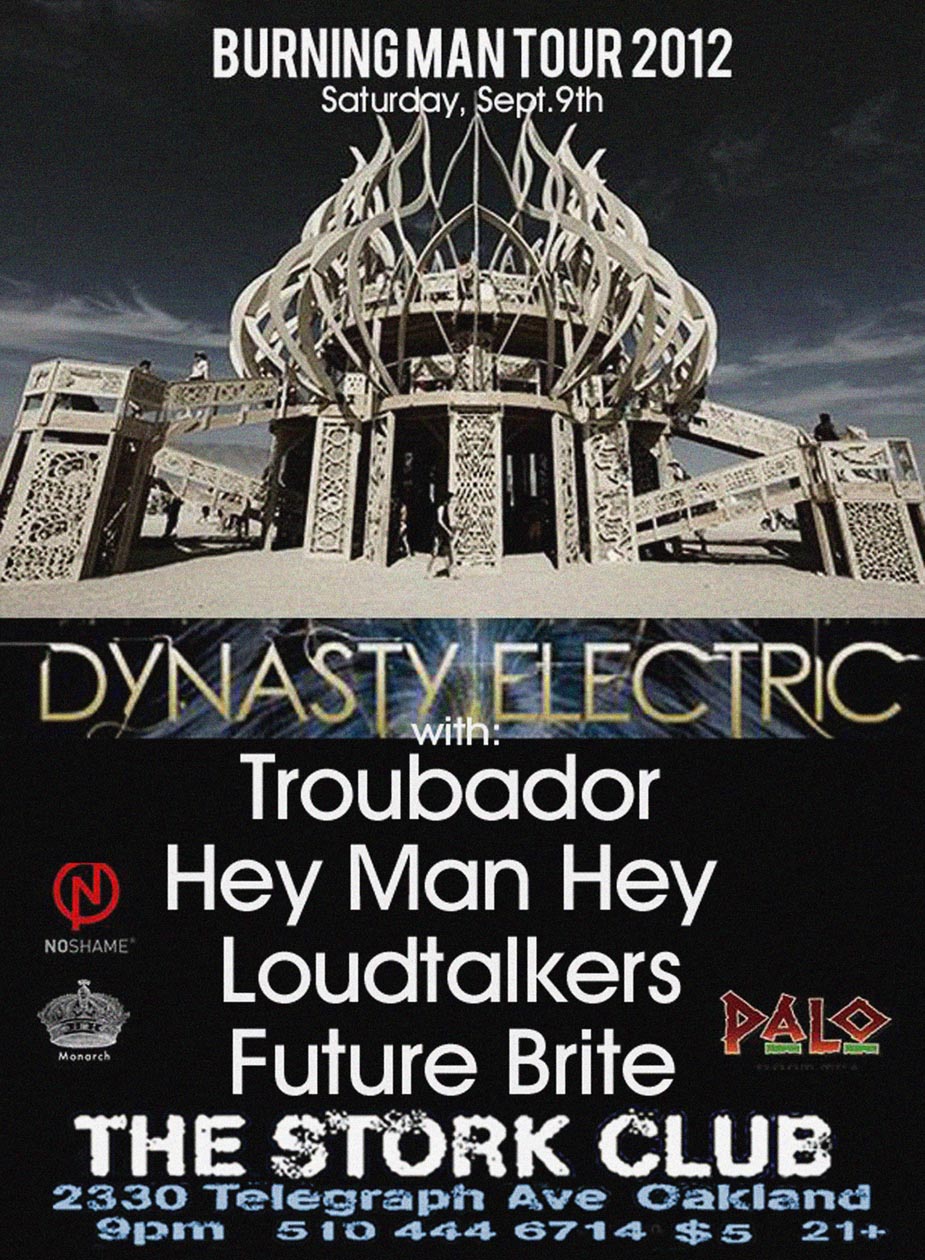 BURNING MAN TOUR 2012
Saturday, Sept.9th
DYNASTY ELECTRIC
with:
Troubador
Hey Man Hey
Loudtalkers
Future Brite
NOSHAME®
Monarch
PALO
THE STORK CLUB
2330 Telegraph Ave Oakland
9pm 510 444 6714 $5 21+